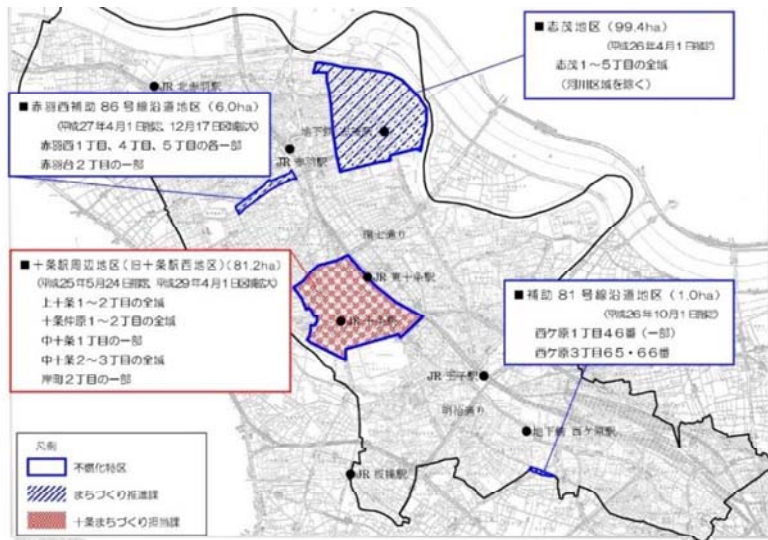 ■志茂地区(99.4ha)
(平成26年4月1日指定)
志茂1～5丁目の全域
(河川区域を除く)
JR 北赤羽駅
■赤羽西補助86号線沿道地区(6.0ha)
(平成27年4月1日指定、12月17日区域拡大)
赤羽西1丁目、4丁目、5丁目の各一部
赤羽台2丁目の一部
地下鉄 志茂駅
JR 赤羽駅
環七通り
■十条駅周辺地区(旧十条駅西地区)(81.2ha)
(平成25年5月24日指定、平成29年4月1日区域拡大)
上十条1～2丁目の全域
十条仲原1～2丁目の全域
中十条1丁目の一部
中十条2～3丁目の全域
岸町2丁目の一部
JR 東十条駅
JR 十条駅
■補助81号線沿道地区(1.0ha)
(平成26年10月1日指定)
西ケ原1丁目46番(一部)
西ケ原3丁目65・66番
JR 王子駅
明治通り
地下鉄 西ケ原駅
JR 板橋駅
凡例
不燃化特区
まちづくり推進課
十条まちづくり担当課